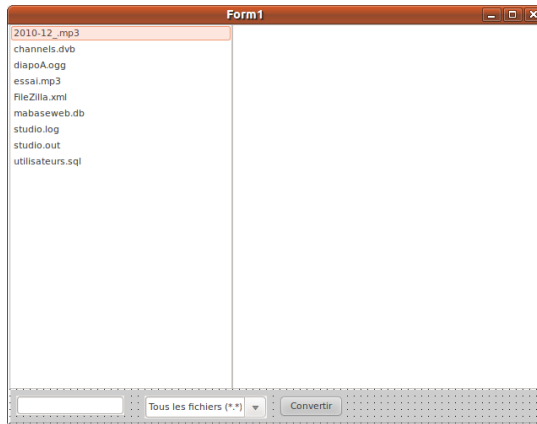 Form1
2010-12_.mp3
channels.dvb
diapoA.ogg
essai.mp3
FileZilla.xml
mabaseweb.db
studio.log
studio.out
utilisateurs.sql
Tous les fichiers (*.*)
Convertir